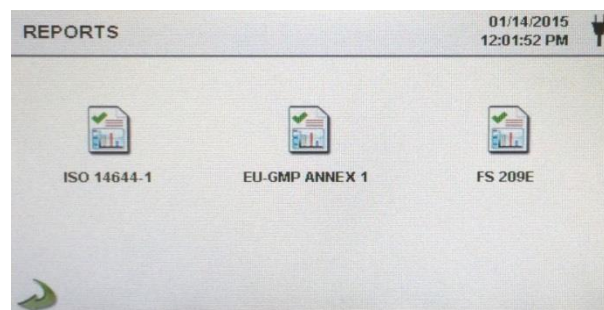 REPORTS
01/14/2015
12:01:52 PM
ISO 14644-1
EU-GMP ANNEX 1
FS 209E